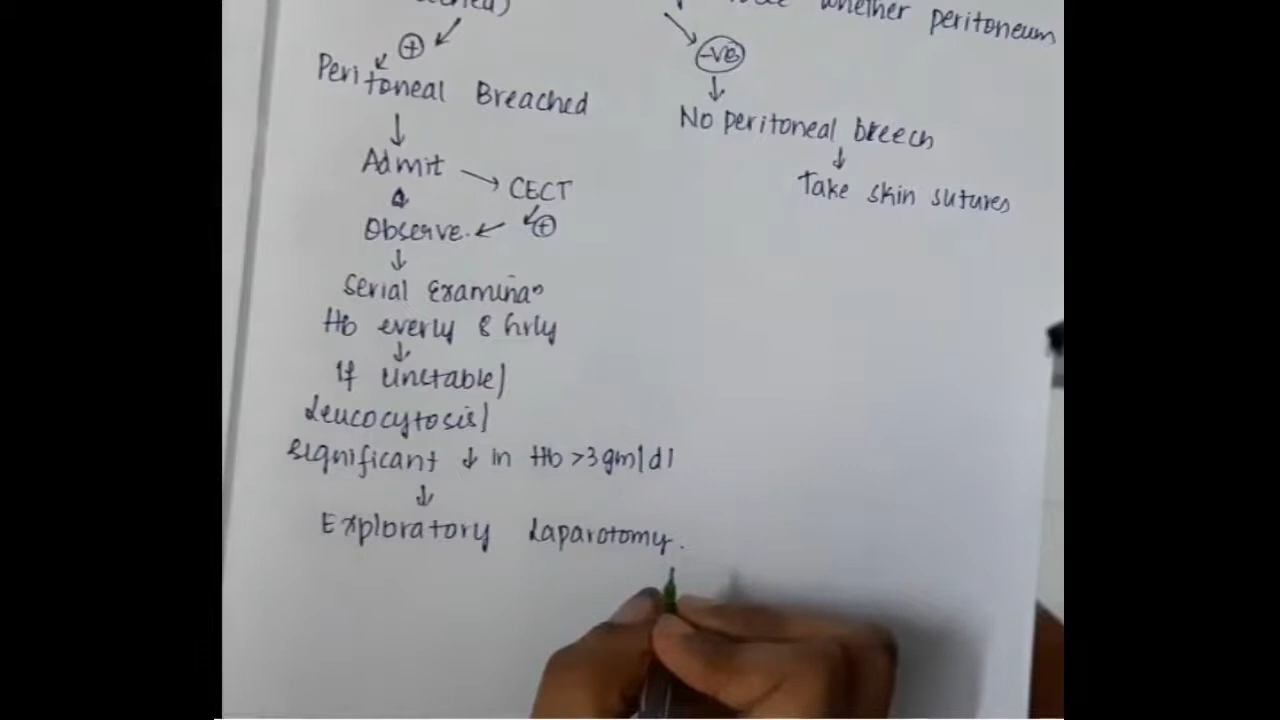 whether peritoneum
+
-ve
Peritoneal Breached
No peritoneal breech
Admit → CECT
Take skin sutures
+
Observe.
Serial Examinaⁿ
Hb everly 8 hrly
If Unstable/
Leucocytosis/
significant ↓ in Hb >3gm/dl
Exploratory Laparotomy.